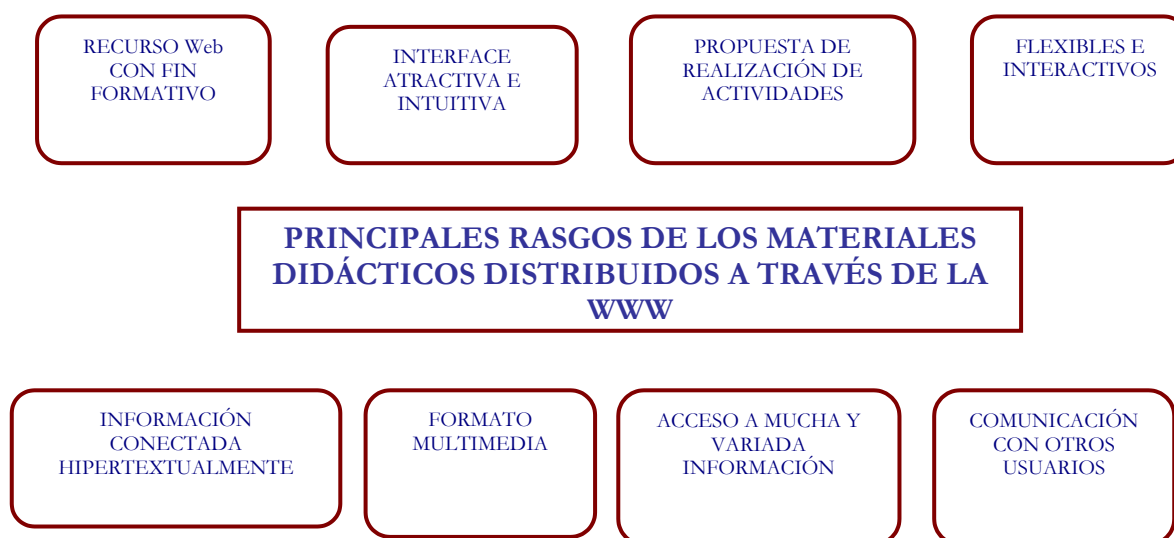 RECURSO Web
CON FIN
FORMATIVO
INTERFACE
ATRACTIVA E
INTUITIVA
PROPUESTA DE
REALIZACIÓN DE
ACTIVIDADES
FLEXIBLES E
INTERACTIVOS
PRINCIPALES RASGOS DE LOS MATERIALES
DIDÁCTICOS DISTRIBUIDOS A TRAVÉS DE LA
WWW
INFORMACIÓN
CONECTADA
HIPERTEXTUALMENTE
FORMATO
MULTIMEDIA
ACCESO A MUCHA Y
VARIADA
INFORMACIÓN
COMUNICACIÓN
CON OTROS
USUARIOS